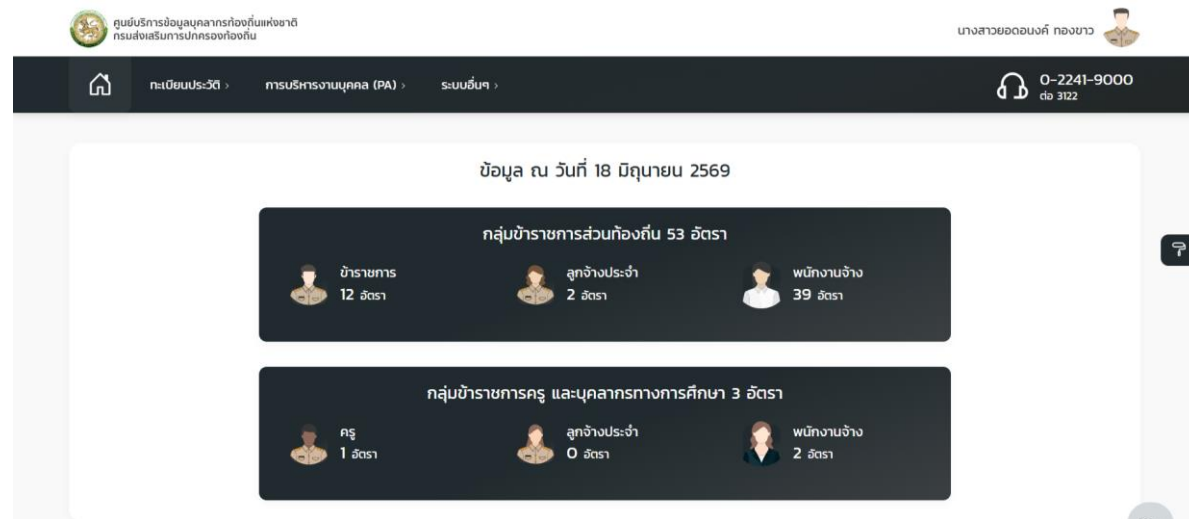 ศูนย์บริการข้อมูลบุคลากรท้องถิ่นแห่งชาติ
กรมส่งเสริมการปกครองท้องถิ่น
นางสาวยอดอนงค์ ทองขาว
ทะเบียนประวัติ ›
การบริหารงานบุคคล (PA) ›
ระบบอื่นๆ ›
0-2241-9000
ต่อ 3122
ข้อมูล ณ วันที่ 18 มิถุนายน 2569
กลุ่มข้าราชการส่วนท้องถิ่น 53 อัตรา
ข้าราชการ
12 อัตรา
ลูกจ้างประจำ
2 อัตรา
พนักงานจ้าง
39 อัตรา
กลุ่มข้าราชการครู และบุคลากรทางการศึกษา 3 อัตรา
ครู
1 อัตรา
ลูกจ้างประจำ
0 อัตรา
พนักงานจ้าง
2 อัตรา